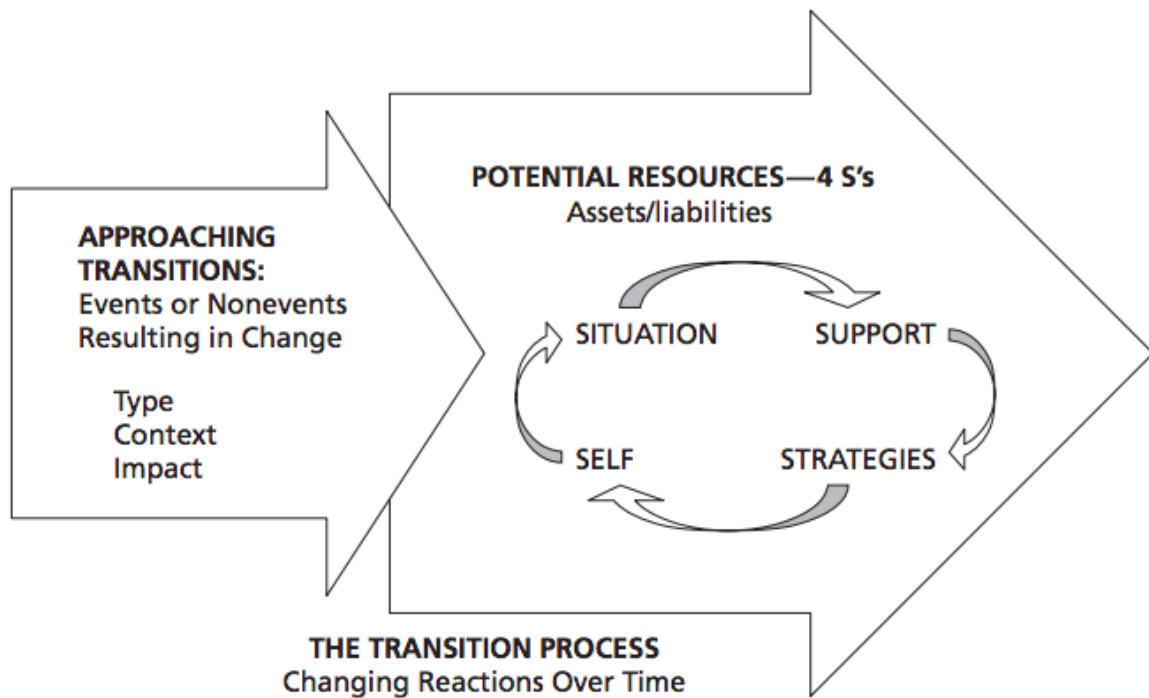 APPROACHING
TRANSITIONS:
Events or Nonevents
Resulting in Change
Type
Context
Impact
POTENTIAL RESOURCES—4 S's
Assets/liabilities
SITUATION
SUPPORT
SELF
STRATEGIES
THE TRANSITION PROCESS
Changing Reactions Over Time